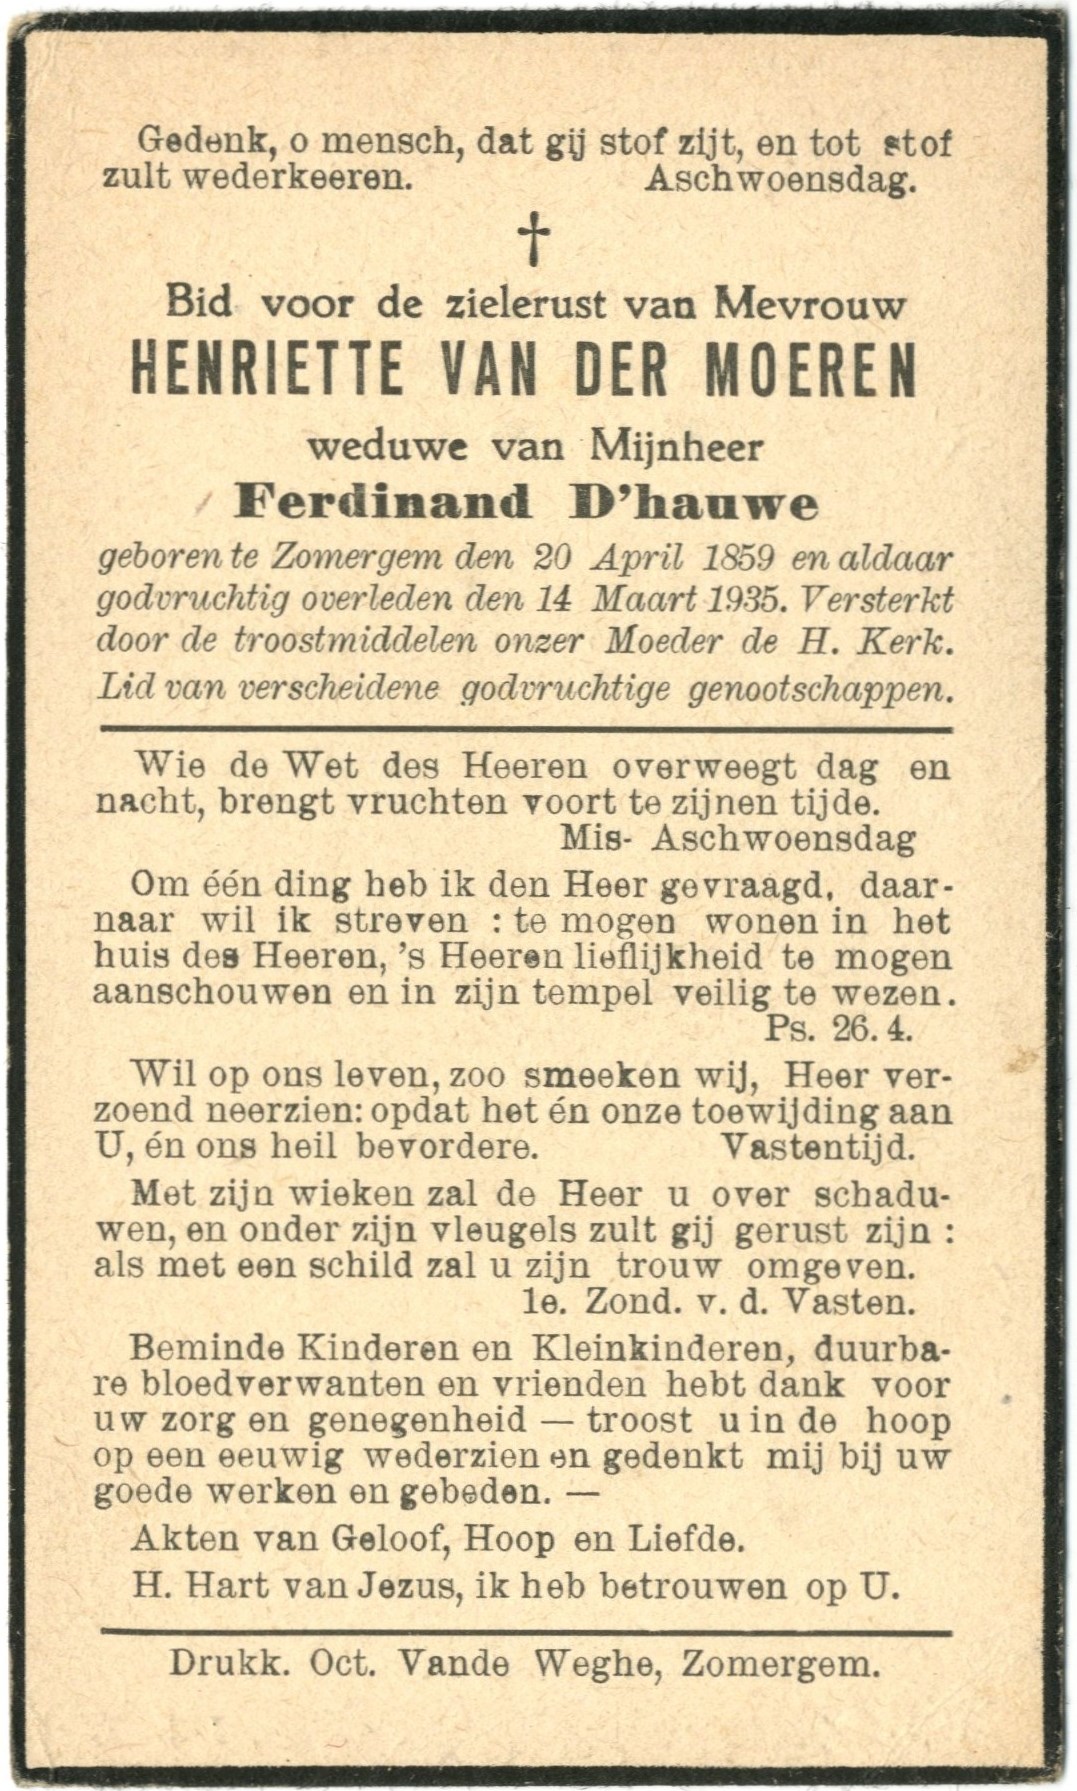 Gedenk, o mensch, dat gij stof zijt, en tot stof
zult wederkeeren. Aschwoensdag.
†
Bid voor de zielerust van Mevrouw
HENRIETTE VAN DER MOEREN
weduwe van Mijnheer
Ferdinand D'hauwe
geboren te Zomergem den 20 April 1859 en aldaar
godvruchtig overleden den 14 Maart 1935. Versterkt
door de troostmiddelen onzer Moeder de H. Kerk.
Lid van verscheidene godvruchtige genootschappen.
Wie de Wet des Heeren overweegt dag en
nacht, brengt vruchten voort te zijnen tijde.
Mis- Aschwoensdag
Om één ding heb ik den Heer gevraagd, daar-
naar wil ik streven : te mogen wonen in het
huis des Heeren, 's Heeren lieflijkheid te mogen
aanschouwen en in zijn tempel veilig te wezen.
Ps. 26.4.
Wil op ons leven, zoo smeeken wij, Heer ver-
zoend neerzien: opdat het én onze toewijding aan
U, én ons heil bevordere. Vastentijd.
Met zijn wieken zal de Heer u over schadu-
wen, en onder zijn vleugels zult gij gerust zijn :
als met een schild zal u zijn trouw omgeven.
1e. Zond. v. d. Vasten.
Beminde Kinderen en Kleinkinderen, duurba-
re bloedverwanten en vrienden hebt dank voor
uw zorg en genegenheid — troost u in de hoop
op een eeuwig wederzien en gedenkt mij bij uw
goede werken en gebeden. —
Akten van Geloof, Hoop en Liefde.
H. Hart van Jezus, ik heb betrouwen op U.
Drukk. Oct. Vande Weghe, Zomergem.